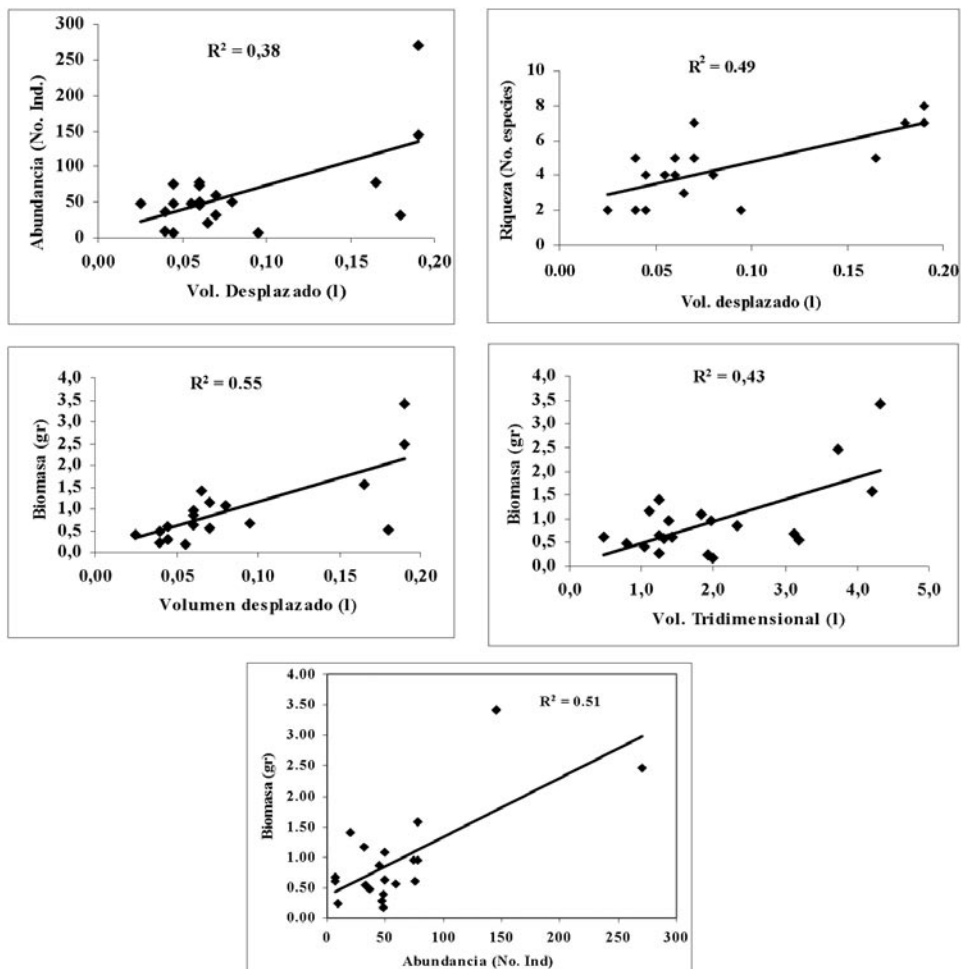 R² = 0,38
Abundancia (No. Ind.)
300
250
200
150
100
50
0
0,00 0,05 0,10 0,15 0,20
Vol. Desplazado (l)
R² = 0.49
Riqueza (No. especies)
10
8
6
4
2
0
0.00 0.05 0.10 0.15 0.20
Vol. desplazado (l)
R² = 0.55
Biomasa (gr)
4,0
3,5
3,0
2,5
2,0
1,5
1,0
0,5
0,0
0,00 0,05 0,10 0,15 0,20
Volumen desplazado (l)
R² = 0,43
Biomasa (gr)
4,0
3,5
3,0
2,5
2,0
1,5
1,0
0,5
0,0
0,0 1,0 2,0 3,0 4,0 5,0
Vol. Tridimensional (l)
R² = 0.51
Biomasa (gr)
4.00
3.50
3.00
2.50
2.00
1.50
1.00
0.50
0.00
0 50 100 150 200 250 300
Abundancia (No. Ind)